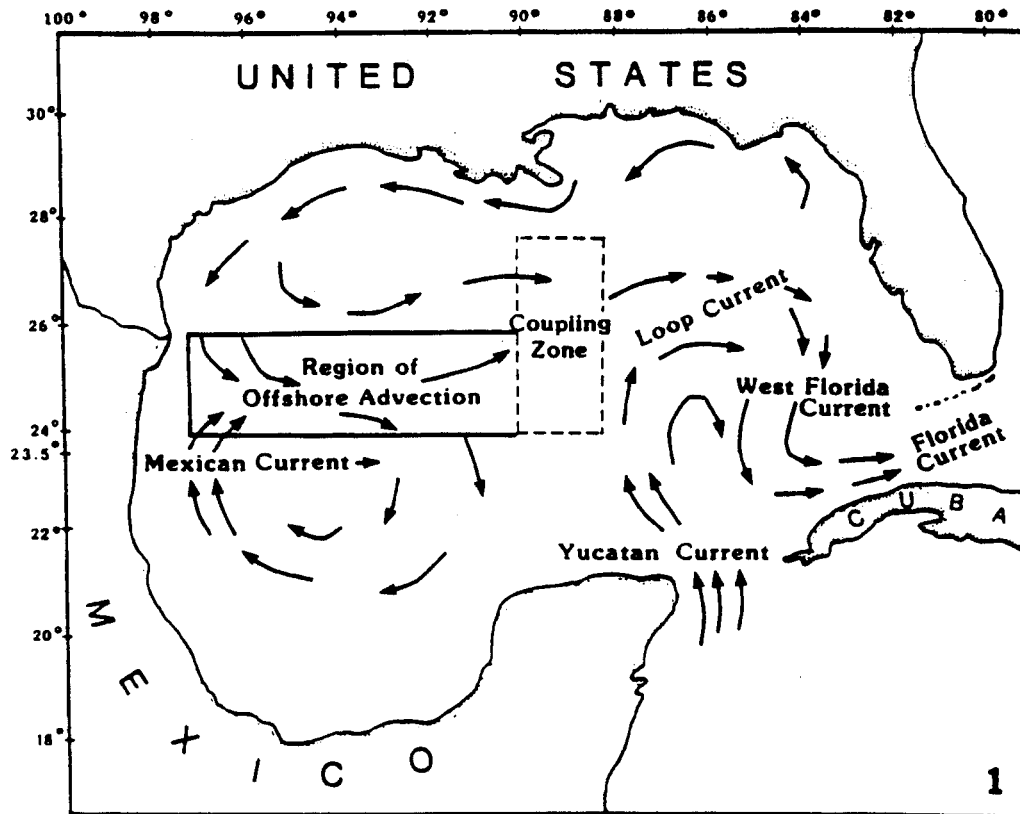 100° 98° 96° 94° 92° 90° 88° 86° 84° 82° 80°
UNITED STATES
30°
28°
26°
24°
23.5°
22°
20°
18°
Loop Current
Coupling
Zone
Region of
Offshore Advection
West Florida
Current
Florida
Current
Mexican Current
CUBA
Yucatan Current
MEXICO
1